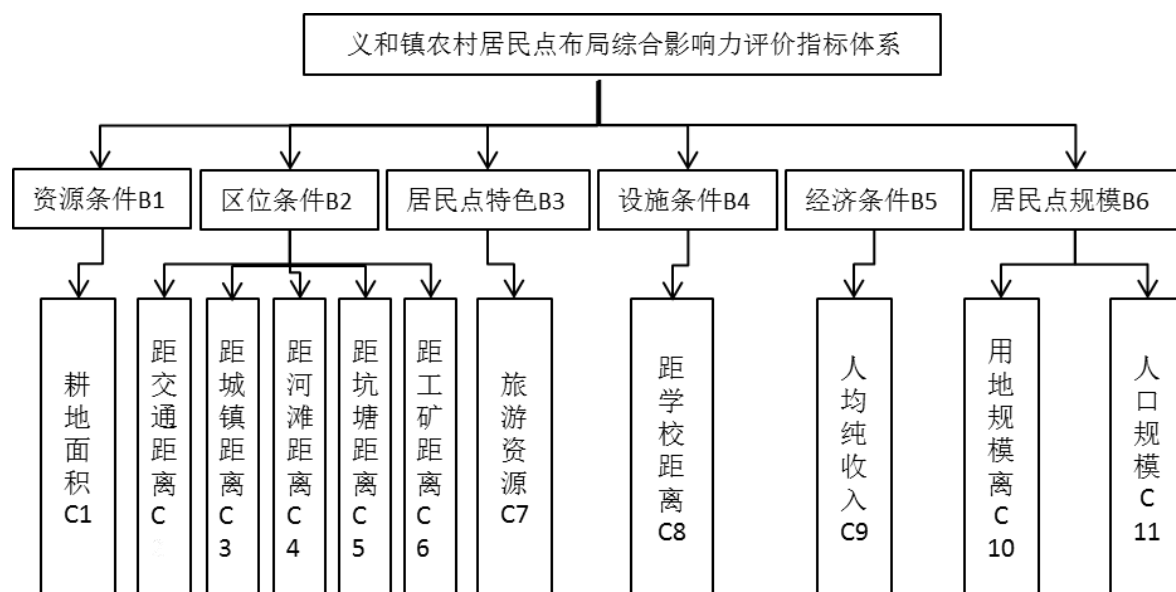 义和镇农村居民点布局综合影响力评价指标体系
资源条件B1
区位条件B2
居民点特色B3
设施条件B4
经济条件B5
居民点规模B6
耕地面积C1
距交通距离C
距城镇距离C3
距河滩距离C4
距坑塘距离C5
距工矿距离C6
旅游资源C7
距学校距离C8
人均纯收入C9
用地规模离C10
人口规模C11